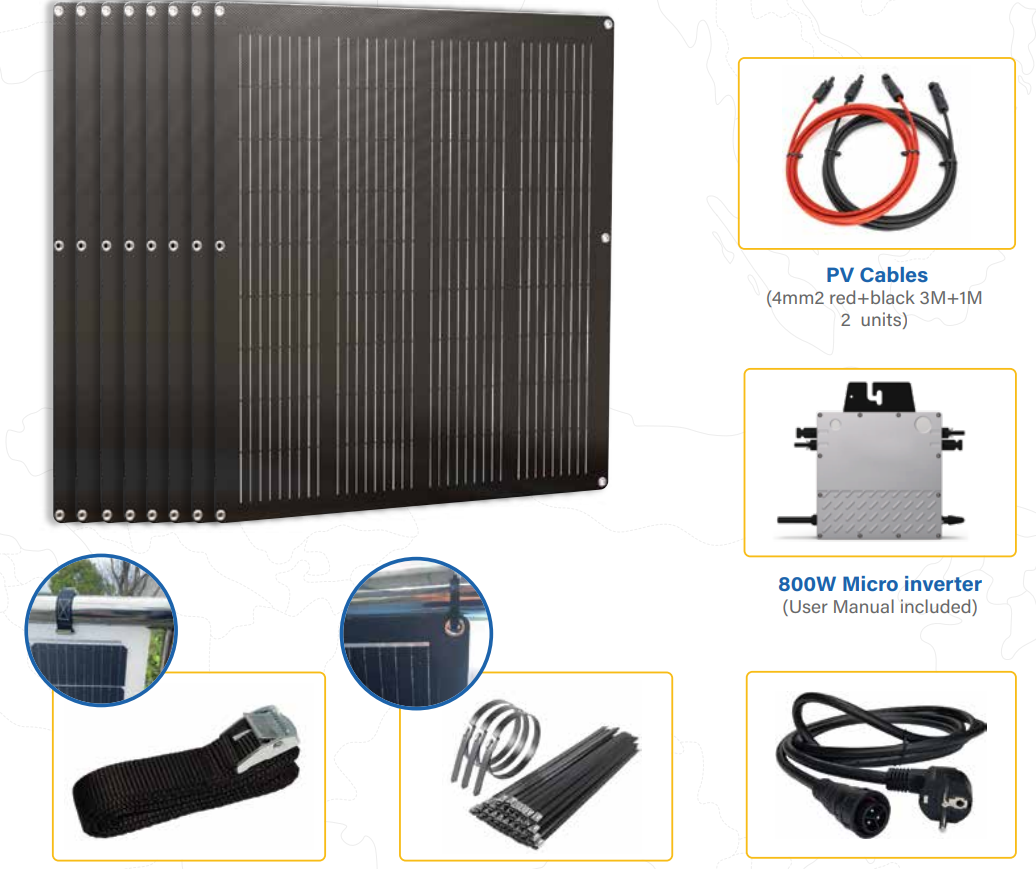 PV Cables
(4mm2 red+black 3M+1M
2 units)
800W Micro inverter
(User Manual included)